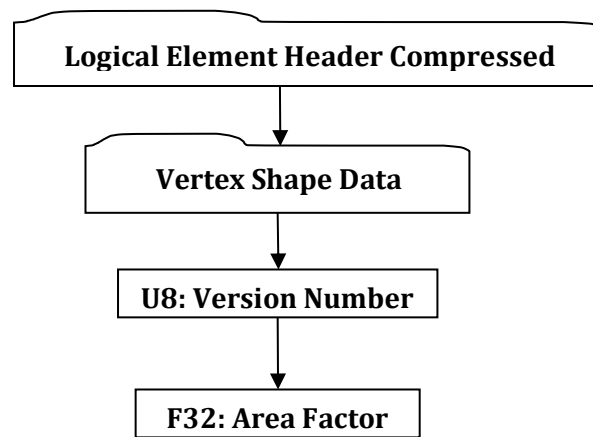 Logical Element Header Compressed
Vertex Shape Data
U8: Version Number
F32: Area Factor